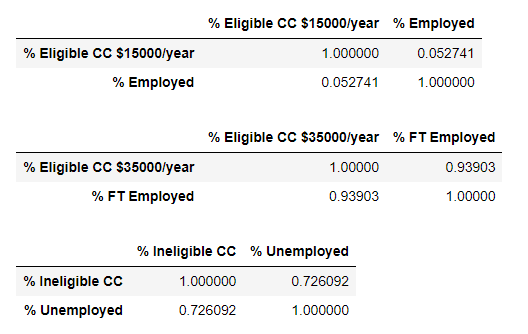 % Eligible CC $15000/year % Employed
% Eligible CC $15000/year 1.000000 0.052741
% Employed 0.052741 1.000000
% Eligible CC $35000/year % FT Employed
% Eligible CC $35000/year 1.00000 0.93903
% FT Employed 0.93903 1.00000
% Ineligible CC % Unemployed
% Ineligible CC 1.000000 0.726092
% Unemployed 0.726092 1.000000